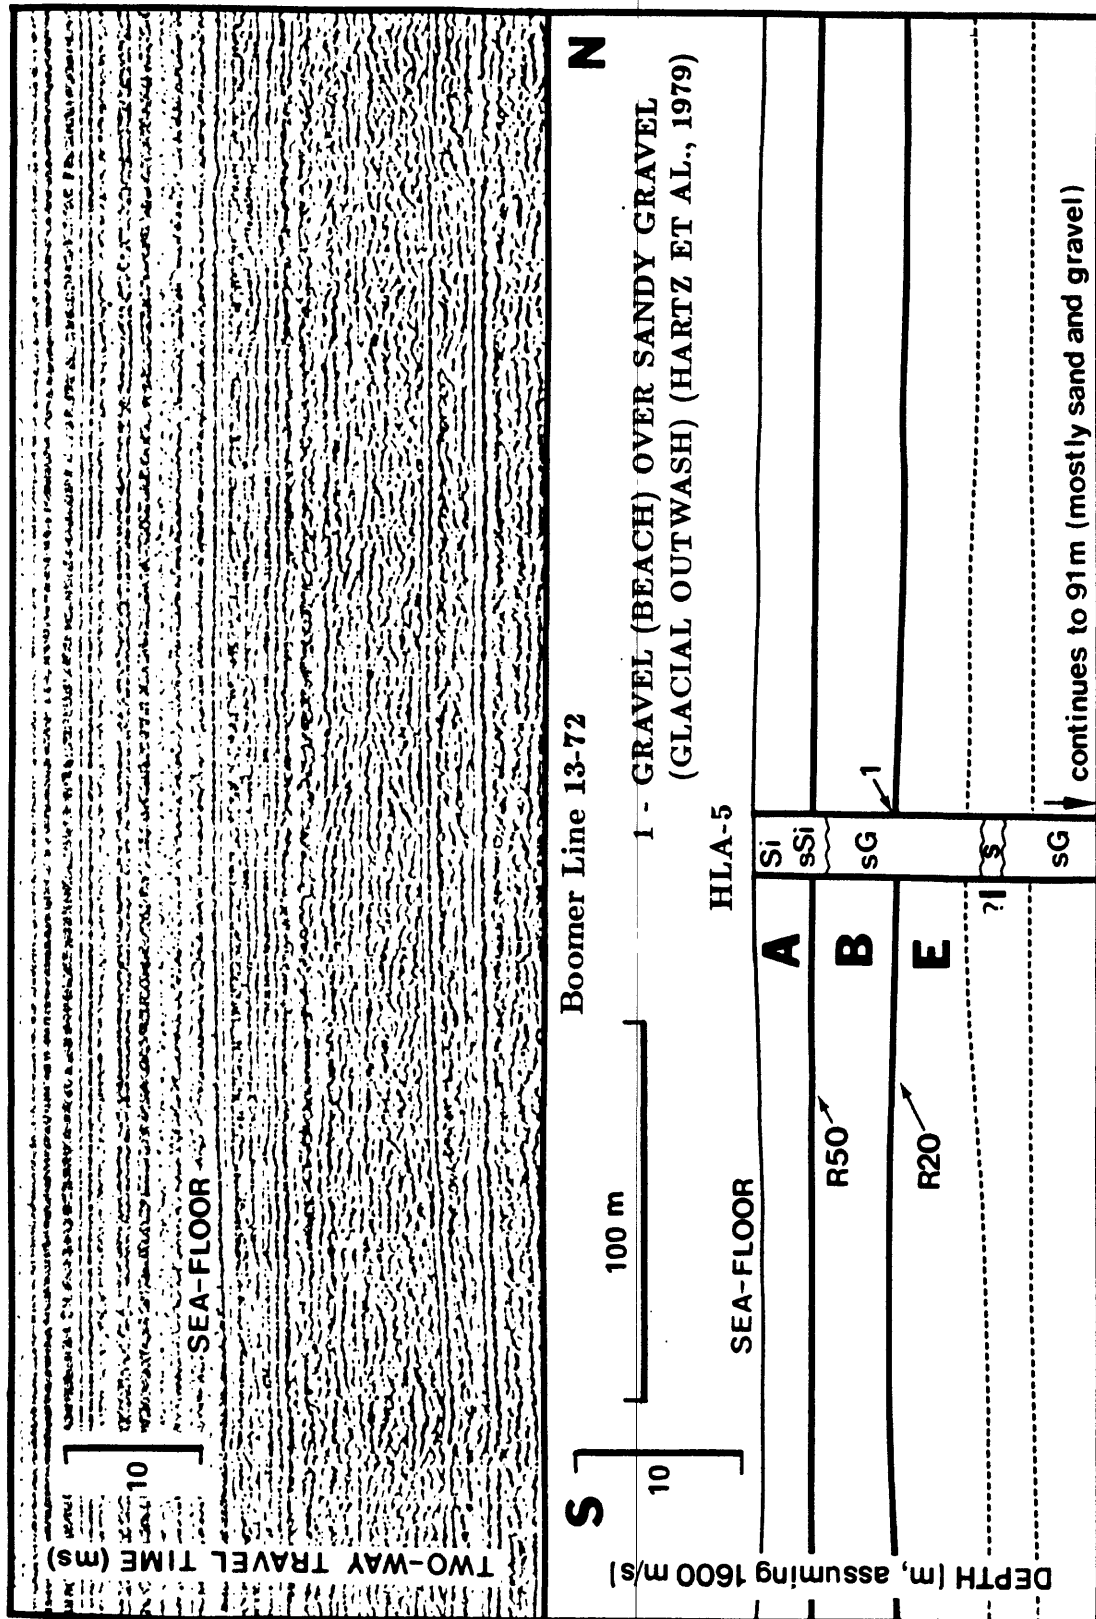 TWO-WAY TRAVEL TIME (ms)
10
SEA-FLOOR
S
Boomer Line 13-72
N
10
100 m
1 - GRAVEL (BEACH) OVER SANDY GRAVEL
(GLACIAL OUTWASH) (HARTZ ET AL., 1979)
HLA-5
SEA-FLOOR
DEPTH (m, assuming 1600 m/s)
A
Si
sSi
R50
B
sG
1
R20
E
?
s
sG
continues to 91m (mostly sand and gravel)